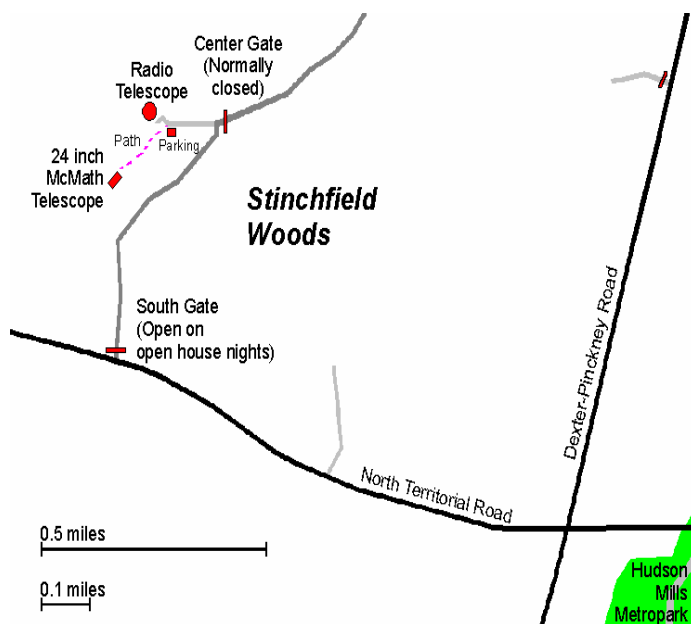 Center Gate
(Normally
closed)
Radio
Telescope
Path
Parking
24 inch
McMath
Telescope
Stinchfield
Woods
South Gate
(Open on
open house nights)
Dexter-Pinckney Road
North Territorial Road
0.5 miles
0.1 miles
Hudson
Mills
Metropark